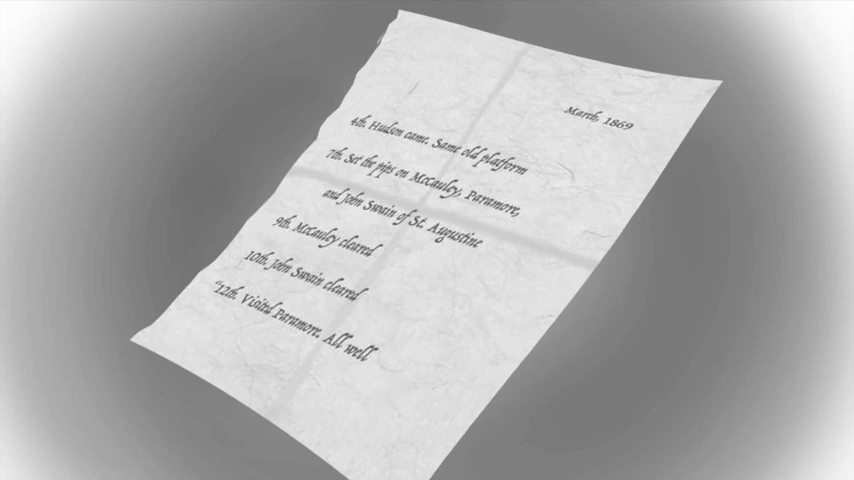 March, 1869
4th. Hudson came. Same old platform
7th. Set the pips on McCauley, Paramore,
and John Swain of St. Augustine
9th. McCauley cleared
10th. John Swain cleared
“12th. Visited Paramore. All well